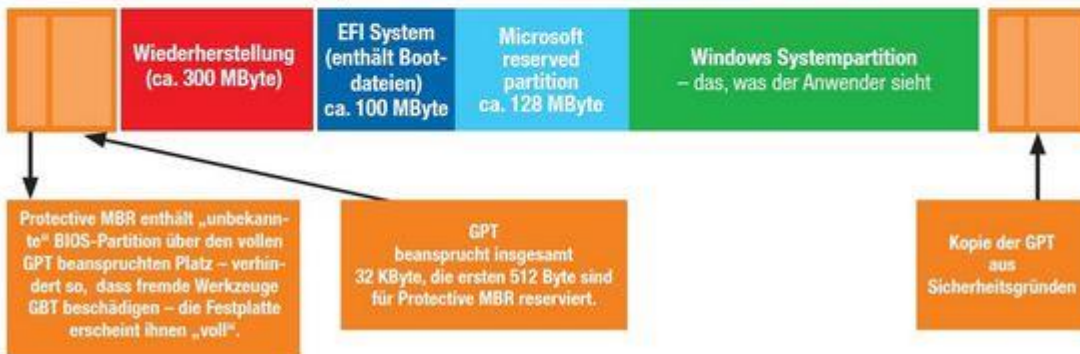 Wiederherstellung
(ca. 300 MByte)
EFI System
(enthält Boot-
dateien)
ca. 100 MByte
Microsoft
reserved
partition
ca. 128 MByte
Windows Systempartition
– das, was der Anwender sieht
Protective MBR enthält „unbekann-
te“ BIOS-Partition über den vollen
GPT beanspruchten Platz – verhin-
dert so, dass fremde Werkzeuge
GBT beschädigen – die Festplatte
erscheint ihnen „voll“.
GPT
beansprucht insgesamt
32 KByte, die ersten 512 Byte sind
für Protective MBR reserviert.
Kopie der GPT
aus
Sicherheitsgründen